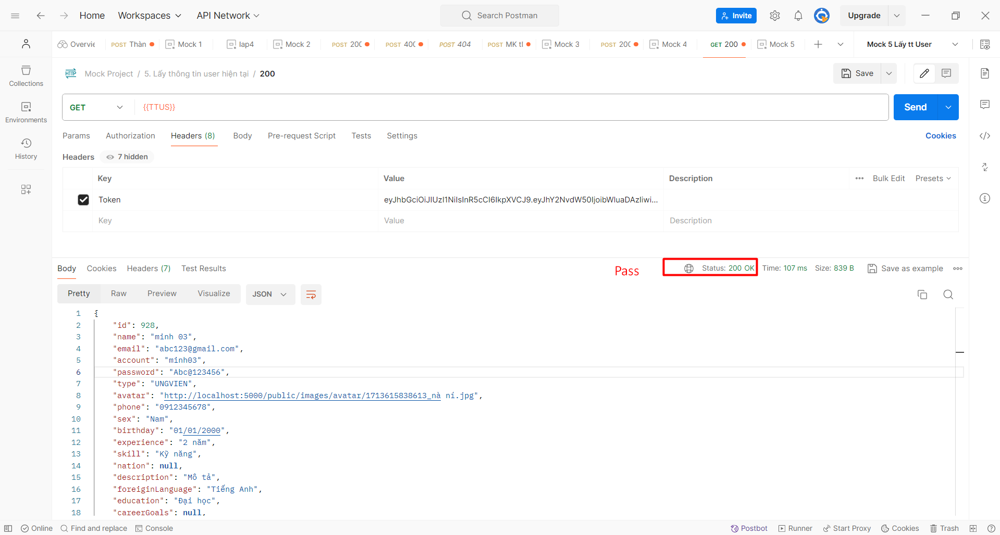 Home Workspaces API Network Search Postman Invite Upgrade
Overvie POST Thàn Mock 1 lap4 Mock 2 POST 200 POST 400 POST 404 POST MK tl Mock 3 POST 200 Mock 4 GET 200 Mock 5 Mock 5 Lấy tt User
HTTP Mock Project / 5. Lấy thông tin user hiện tại / 200 Save
Collections
Environments
History
GET {{TTUS}} Send
Params Authorization Headers (8) Body Pre-request Script Tests Settings Cookies
Headers 7 hidden
Key Value Description Bulk Edit Presets
Token eyJhbGciOiJIUzI1NiIsInR5cCI6IkpXVCJ9.eyJhY2NvdW50IjoibWluaDAzIiwi...
Key Value Description
Body Cookies Headers (7) Test Results Pass Status: 200 OK Time: 107 ms Size: 839 B Save as example
Pretty Raw Preview Visualize JSON
1 {
2 "id": 928,
3 "name": "minh 03",
4 "email": "abc123@gmail.com",
5 "account": "minh03",
6 "password": "Abc@123456",
7 "type": "UNGVIEN",
8 "avatar": "http://localhost:5000/public/images/avatar/1713615838613_nà ní.jpg",
9 "phone": "0912345678",
10 "sex": "Nam",
11 "birthday": "01/01/2000",
12 "experience": "2 năm",
13 "skill": "Kỹ năng",
14 "nation": null,
15 "description": "Mô tả",
16 "foreiginLanguage": "Tiếng Anh",
17 "education": "Đại học",
18 "careerGoals": null,
Online Find and replace Console Postbot Runner Start Proxy Cookies Trash